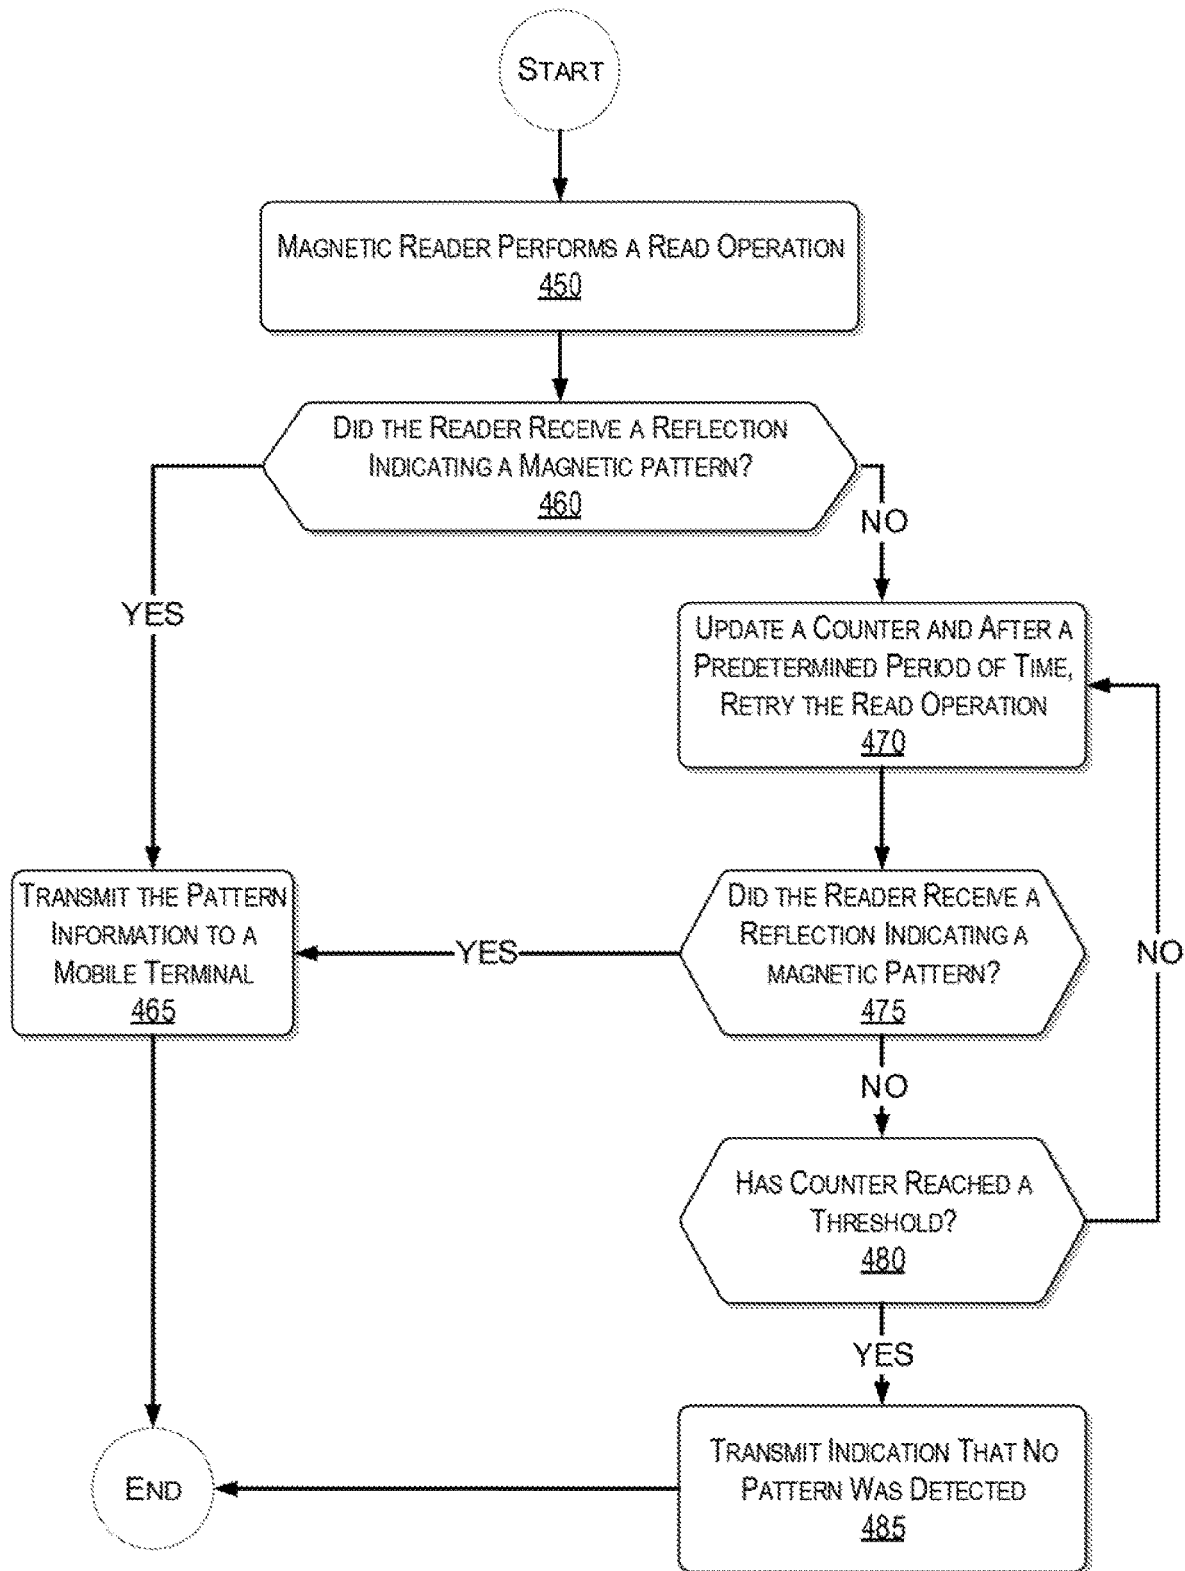 START
MAGNETIC READER PERFORMS A READ OPERATION
450
DID THE READER RECEIVE A REFLECTION
INDICATING A MAGNETIC PATTERN?
460
NO
YES
UPDATE A COUNTER AND AFTER A
PREDETERMINED PERIOD OF TIME,
RETRY THE READ OPERATION
470
TRANSMIT THE PATTERN
INFORMATION TO A
MOBILE TERMINAL
465
YES
DID THE READER RECEIVE A
REFLECTION INDICATING A
MAGNETIC PATTERN?
475
NO
NO
HAS COUNTER REACHED A
THRESHOLD?
480
YES
TRANSMIT INDICATION THAT NO
PATTERN WAS DETECTED
485
END